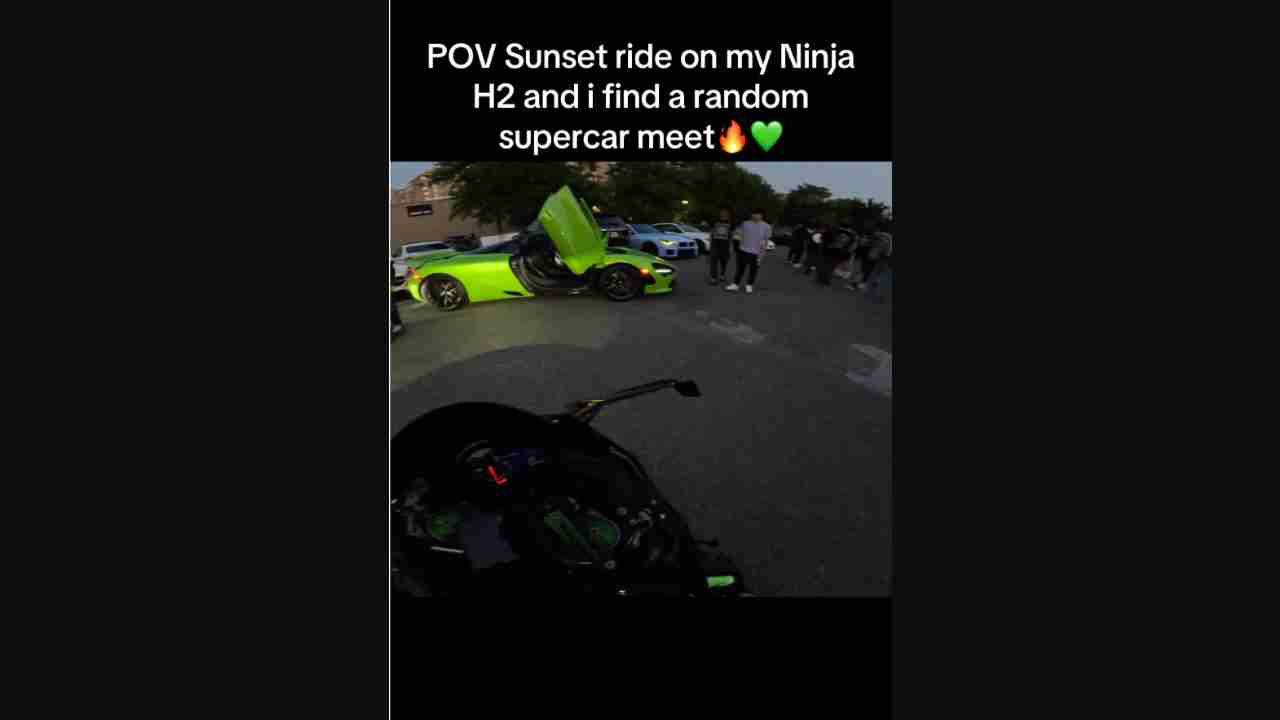 POV Sunset ride on my Ninja
H2 and i find a random
supercar meet🔥💚